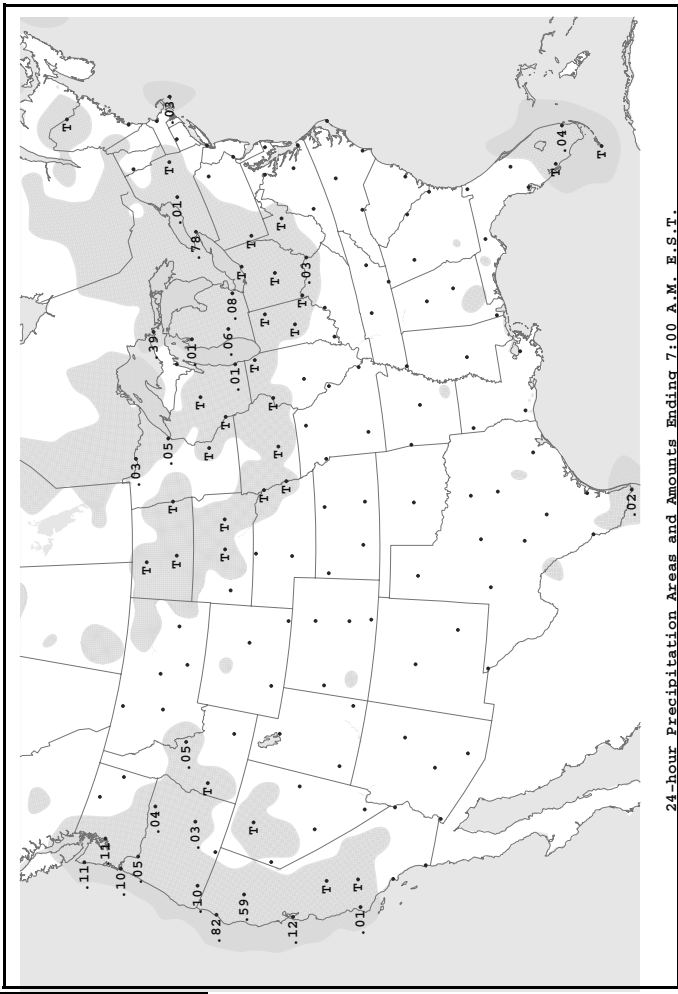 T
.11
.11
.10
.03
.05
T
.39
.04
.05
T
.03
T
T
.01
.05
.01
.03
.78
.10
T
T
T
.82
T
T
T
.06
.08
.01
T
.59
T
T
T
T
T
T
T
T
T
T
.12
T
T
.03
T
T
.01
T
.04
T
.02
24-hour Precipitation Areas and Amounts Ending 7:00 A.M. E.S.T.